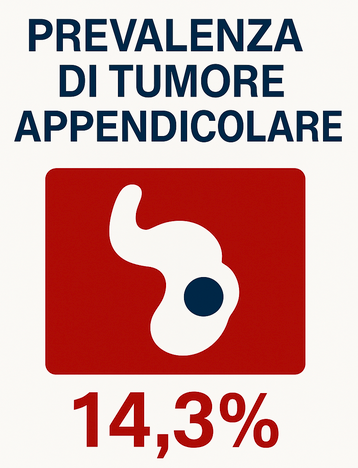 PREVALENZA
DI TUMORE
APPENDICOLARE
14,3%